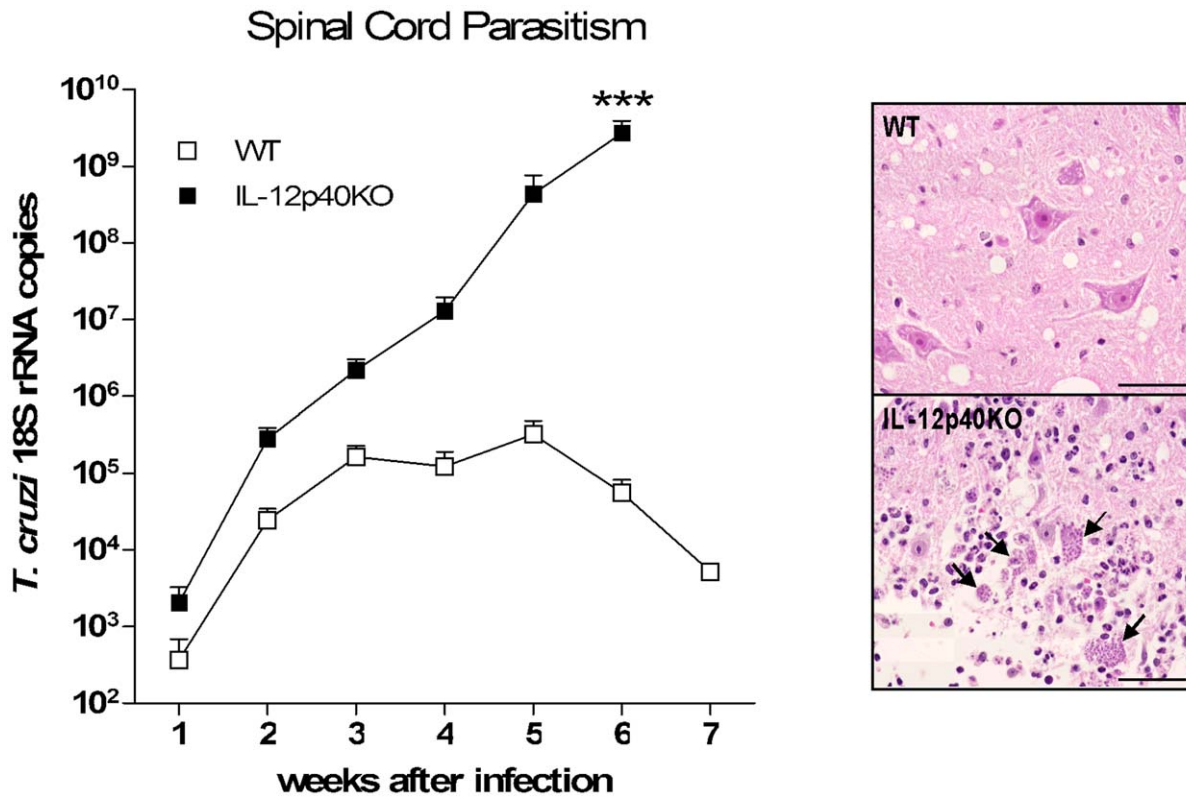 Spinal Cord Parasitism
10¹⁰
10⁹
10⁸
10⁷
10⁶
10⁵
10⁴
10³
10²
***
WT
IL-12p40KO
T. cruzi 18S rRNA copies
1 2 3 4 5 6 7
weeks after infection
WT
IL-12p40KO